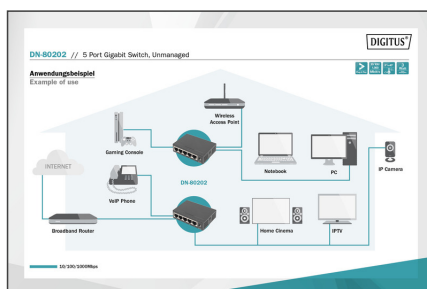 DIGITUS®
DN-80202 // 5 Port Gigabit Switch, Unmanaged
Anwendungsbeispiel
Example of use
Wireless
Access Point
Gaming Console
Notebook
PC
IP Camera
INTERNET
VoIP Phone
DN-80202
Broadband Router
Home Cinema
IPTV
10/100/1000Mbps